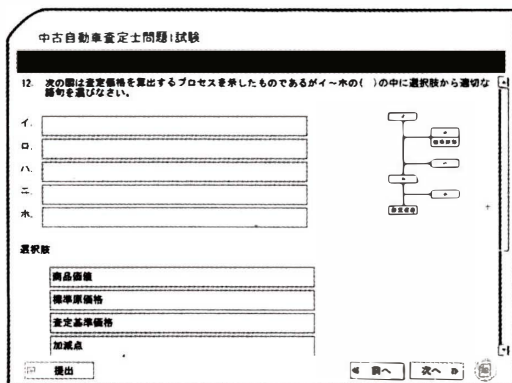 中古自動車査定士問題1試験
12. 次の図は査定価格を算出するプロセスを示したものであるがイ～ホの( )の中に選択肢から適切な
語句を選びなさい。
イ.
ロ.
ハ.
ニ.
ホ.
選択肢
商品価値
標準原価格
査定基準価格
加減点
提出
前へ
次へ